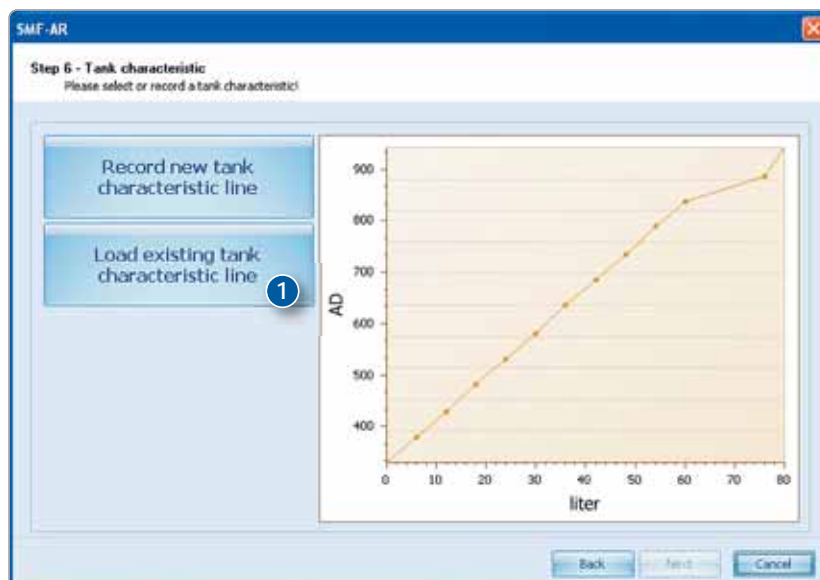 SMF-AR
Step 6 - Tank characteristic
Please select or record a tank characteristic!
Record new tank
characteristic line
Load existing tank
characteristic line
1
AD
900
800
700
600
500
400
0 10 20 30 40 50 60 70 80
liter
Back Next Cancel